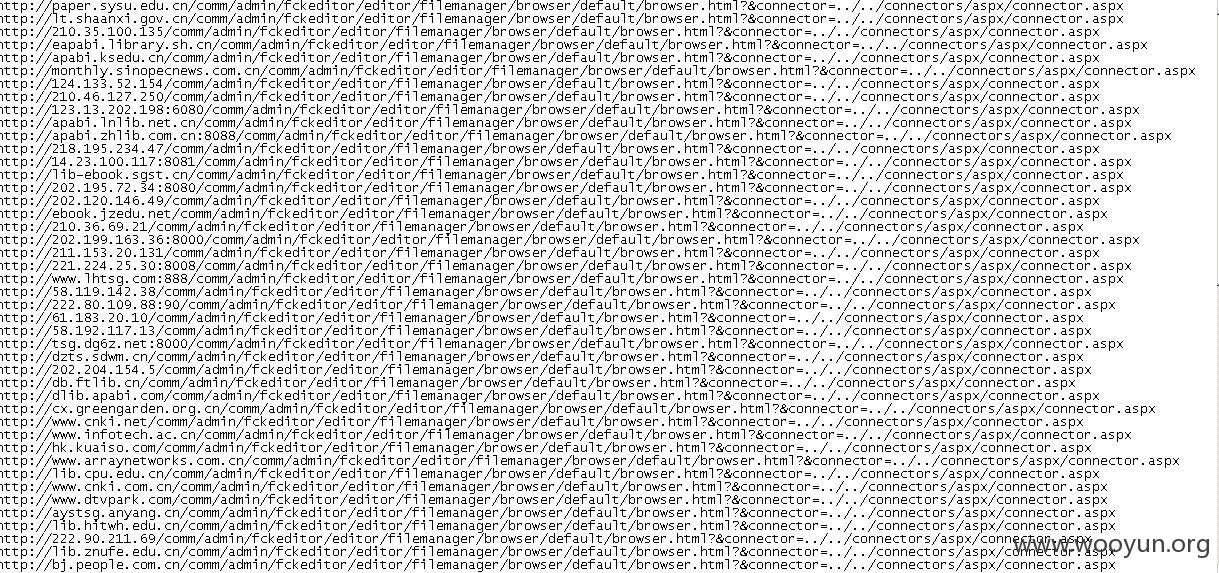 http://paper.sysu.edu.cn/comm/admin/fckeditor/editor/filemanager/browser/default/browser.html?&connector=../../connectors/aspx/connector.aspx
http://lt.shaanxi.gov.cn/comm/admin/fckeditor/editor/filemanager/browser/default/browser.html?&connector=../../connectors/aspx/connector.aspx
http://210.35.100.135/comm/admin/fckeditor/editor/filemanager/browser/default/browser.html?&connector=../../connectors/aspx/connector.aspx
http://eapabi.library.sh.cn/comm/admin/fckeditor/editor/filemanager/browser/default/browser.html?&connector=../../connectors/aspx/connector.aspx
http://apabi.ksedu.cn/comm/admin/fckeditor/editor/filemanager/browser/default/browser.html?&connector=../../connectors/aspx/connector.aspx
http://monthly.sinopecnews.com.cn/comm/admin/fckeditor/editor/filemanager/browser/default/browser.html?&connector=../../connectors/aspx/connector.aspx
http://124.133.52.154/comm/admin/fckeditor/editor/filemanager/browser/default/browser.html?&connector=../../connectors/aspx/connector.aspx
http://210.46.127.250/comm/admin/fckeditor/editor/filemanager/browser/default/browser.html?&connector=../../connectors/aspx/connector.aspx
http://123.13.202.198:6080/comm/admin/fckeditor/editor/filemanager/browser/default/browser.html?&connector=../../connectors/aspx/connector.aspx
http://apabi.lnlib.net.cn/comm/admin/fckeditor/editor/filemanager/browser/default/browser.html?&connector=../../connectors/aspx/connector.aspx
http://apabi.zhlib.com.cn:8088/comm/admin/fckeditor/editor/filemanager/browser/default/browser.html?&connector=../../connectors/aspx/connector.aspx
http://218.195.234.47/comm/admin/fckeditor/editor/filemanager/browser/default/browser.html?&connector=../../connectors/aspx/connector.aspx
http://14.23.100.117:8081/comm/admin/fckeditor/editor/filemanager/browser/default/browser.html?&connector=../../connectors/aspx/connector.aspx
http://lib-ebook.sgst.cn/comm/admin/fckeditor/editor/filemanager/browser/default/browser.html?&connector=../../connectors/aspx/connector.aspx
http://202.195.72.34:8080/comm/admin/fckeditor/editor/filemanager/browser/default/browser.html?&connector=../../connectors/aspx/connector.aspx
http://202.120.146.49/comm/admin/fckeditor/editor/filemanager/browser/default/browser.html?&connector=../../connectors/aspx/connector.aspx
http://ebook.jzedu.net/comm/admin/fckeditor/editor/filemanager/browser/default/browser.html?&connector=../../connectors/aspx/connector.aspx
http://210.36.69.21/comm/admin/fckeditor/editor/filemanager/browser/default/browser.html?&connector=../../connectors/aspx/connector.aspx
http://202.199.163.36:8000/comm/admin/fckeditor/editor/filemanager/browser/default/browser.html?&connector=../../connectors/aspx/connector.aspx
http://211.153.20.131/comm/admin/fckeditor/editor/filemanager/browser/default/browser.html?&connector=../../connectors/aspx/connector.aspx
http://221.224.25.30:8008/comm/admin/fckeditor/editor/filemanager/browser/default/browser.html?&connector=../../connectors/aspx/connector.aspx
http://www.lhtsg.com:888/comm/admin/fckeditor/editor/filemanager/browser/default/browser.html?&connector=../../connectors/aspx/connector.aspx
http://58.119.142.38/comm/admin/fckeditor/editor/filemanager/browser/default/browser.html?&connector=../../connectors/aspx/connector.aspx
http://222.80.109.88:90/comm/admin/fckeditor/editor/filemanager/browser/default/browser.html?&connector=../../connectors/aspx/connector.aspx
http://61.183.20.10/comm/admin/fckeditor/editor/filemanager/browser/default/browser.html?&connector=../../connectors/aspx/connector.aspx
http://58.192.117.13/comm/admin/fckeditor/editor/filemanager/browser/default/browser.html?&connector=../../connectors/aspx/connector.aspx
http://tsg.dg6z.net:8000/comm/admin/fckeditor/editor/filemanager/browser/default/browser.html?&connector=../../connectors/aspx/connector.aspx
http://dzts.sdwm.cn/comm/admin/fckeditor/editor/filemanager/browser/default/browser.html?&connector=../../connectors/aspx/connector.aspx
http://202.204.154.5/comm/admin/fckeditor/editor/filemanager/browser/default/browser.html?&connector=../../connectors/aspx/connector.aspx
http://db.ftlib.cn/comm/admin/fckeditor/editor/filemanager/browser/default/browser.html?&connector=../../connectors/aspx/connector.aspx
http://dlib.apabi.com/comm/admin/fckeditor/editor/filemanager/browser/default/browser.html?&connector=../../connectors/aspx/connector.aspx
http://cx.greengarden.org.cn/comm/admin/fckeditor/editor/filemanager/browser/default/browser.html?&connector=../../connectors/aspx/connector.aspx
http://www.cnki.net/comm/admin/fckeditor/editor/filemanager/browser/default/browser.html?&connector=../../connectors/aspx/connector.aspx
http://www.infotech.ac.cn/comm/admin/fckeditor/editor/filemanager/browser/default/browser.html?&connector=../../connectors/aspx/connector.aspx
http://hk.kuaiso.com/comm/admin/fckeditor/editor/filemanager/browser/default/browser.html?&connector=../../connectors/aspx/connector.aspx
http://www.arraynetworks.com.cn/comm/admin/fckeditor/editor/filemanager/browser/default/browser.html?&connector=../../connectors/aspx/connector.aspx
http://lib.cpu.edu.cn/comm/admin/fckeditor/editor/filemanager/browser/default/browser.html?&connector=../../connectors/aspx/connector.aspx
http://www.cnki.com.cn/comm/admin/fckeditor/editor/filemanager/browser/default/browser.html?&connector=../../connectors/aspx/connector.aspx
http://www.dtvpark.com/comm/admin/fckeditor/editor/filemanager/browser/default/browser.html?&connector=../../connectors/aspx/connector.aspx
http://aystsg.anyang.cn/comm/admin/fckeditor/editor/filemanager/browser/default/browser.html?&connector=../../connectors/aspx/connector.aspx
http://lib.hitwh.edu.cn/comm/admin/fckeditor/editor/filemanager/browser/default/browser.html?&connector=../../connectors/aspx/connector.aspx
http://222.90.211.69/comm/admin/fckeditor/editor/filemanager/browser/default/browser.html?&connector=../../connectors/aspx/connector.aspx
http://lib.znufe.edu.cn/comm/admin/fckeditor/editor/filemanager/browser/default/browser.html?&connector=../../connectors/aspx/connector.aspx
http://bj.people.com.cn/comm/admin/fckeditor/editor/filemanager/browser/default/browser.html?&connector=../../connectors/aspx/connector.aspx
www.wooyun.org